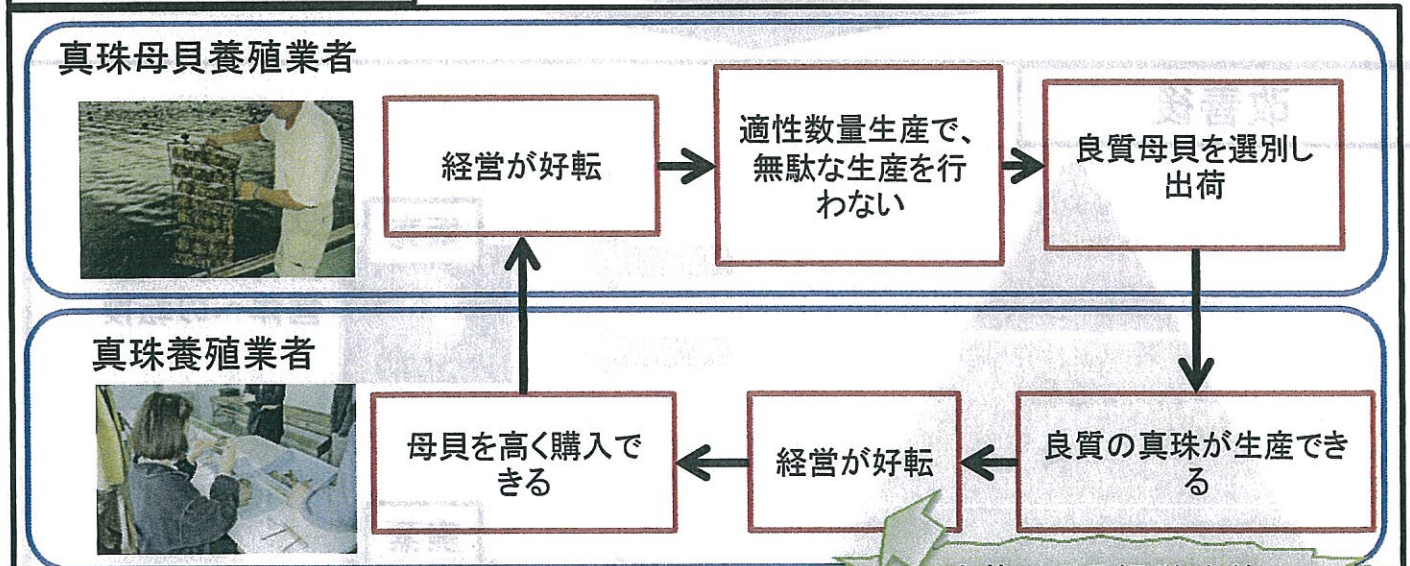 真珠母貝養殖業者
経営が好転
適性数量生産で、
無駄な生産を行
わない
良質母貝を選別し
出荷
真珠養殖業者
母貝を高く購入で
きる
経営が好転
良質の真珠が生産でき
る